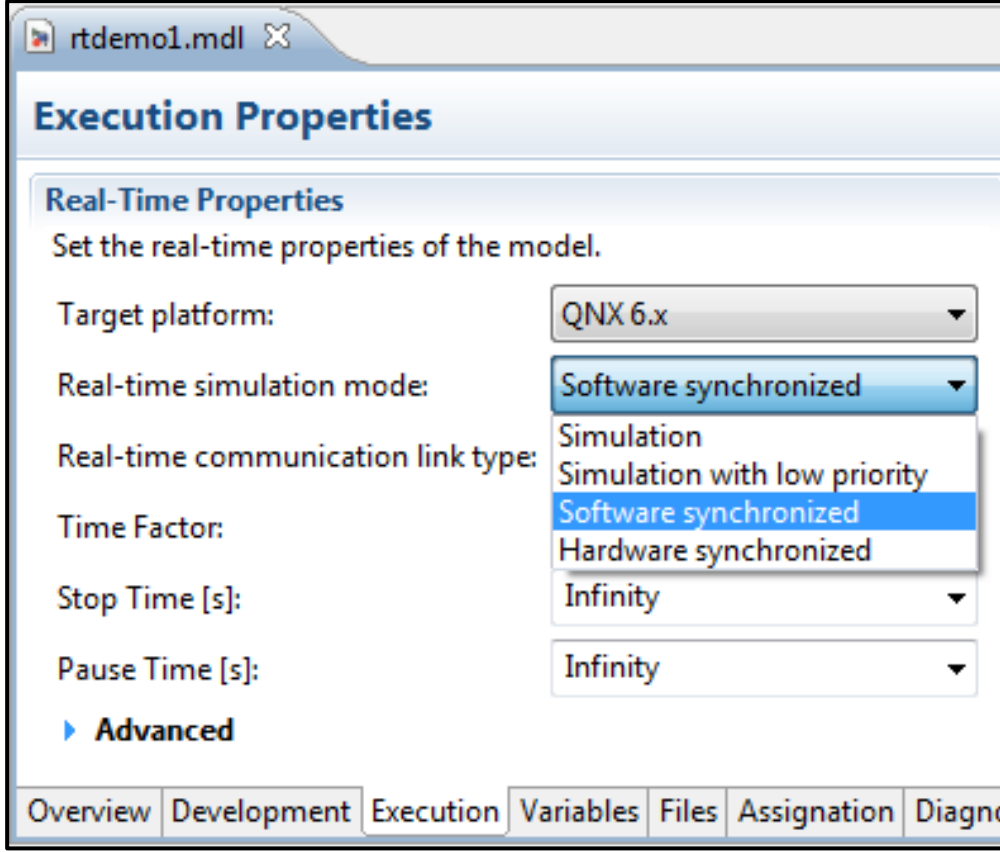 rtdemo1.mdl
Execution Properties
Real-Time Properties
Set the real-time properties of the model.
Target platform: QNX 6.x
Real-time simulation mode: Software synchronized
Simulation
Real-time communication link type: Simulation with low priority
Software synchronized
Time Factor:
Hardware synchronized
Stop Time [s]: Infinity
Pause Time [s]: Infinity
Advanced
Overview Development Execution Variables Files Assignation Diagno